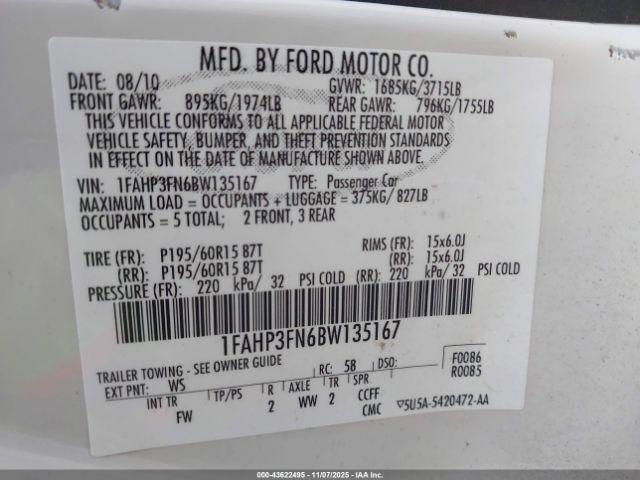 MFD. BY FORD MOTOR CO.
DATE: 08/10 GVWR: 1685KG/3715LB
FRONT GAWR: 895KG/1974LB REAR GAWR: 796KG/1755LB
THIS VEHICLE CONFORMS TO ALL APPLICABLE FEDERAL MOTOR
VEHICLE SAFETY, BUMPER, AND THEFT PREVENTION STANDARDS
IN EFFECT ON THE DATE OF MANUFACTURE SHOWN ABOVE.
VIN: 1FAHP3FN6BW135167 TYPE: Passenger Car
MAXIMUM LOAD = OCCUPANTS + LUGGAGE = 375KG/ 827LB
OCCUPANTS = 5 TOTAL; 2 FRONT, 3 REAR
TIRE (FR): P195/60R15 87T RIMS (FR): 15x6.0J
(RR): P195/60R15 87T (RR): 15x6.0J
PRESSURE (FR): 220 kPa/ 32 PSI COLD (RR): 220 kPa/ 32 PSI COLD
1FAHP3FN6BW135167
TRAILER TOWING - SEE OWNER GUIDE F0086
EXT PNT: WS RC: 58 DSO: R0085
INT TR TP/PS R AXLE TR SPR
FW 2 WW 2 CCFF
CMC ▽5U5A-5420472-AA
000-43622495 - 11/07/2025 - IAAI.CA